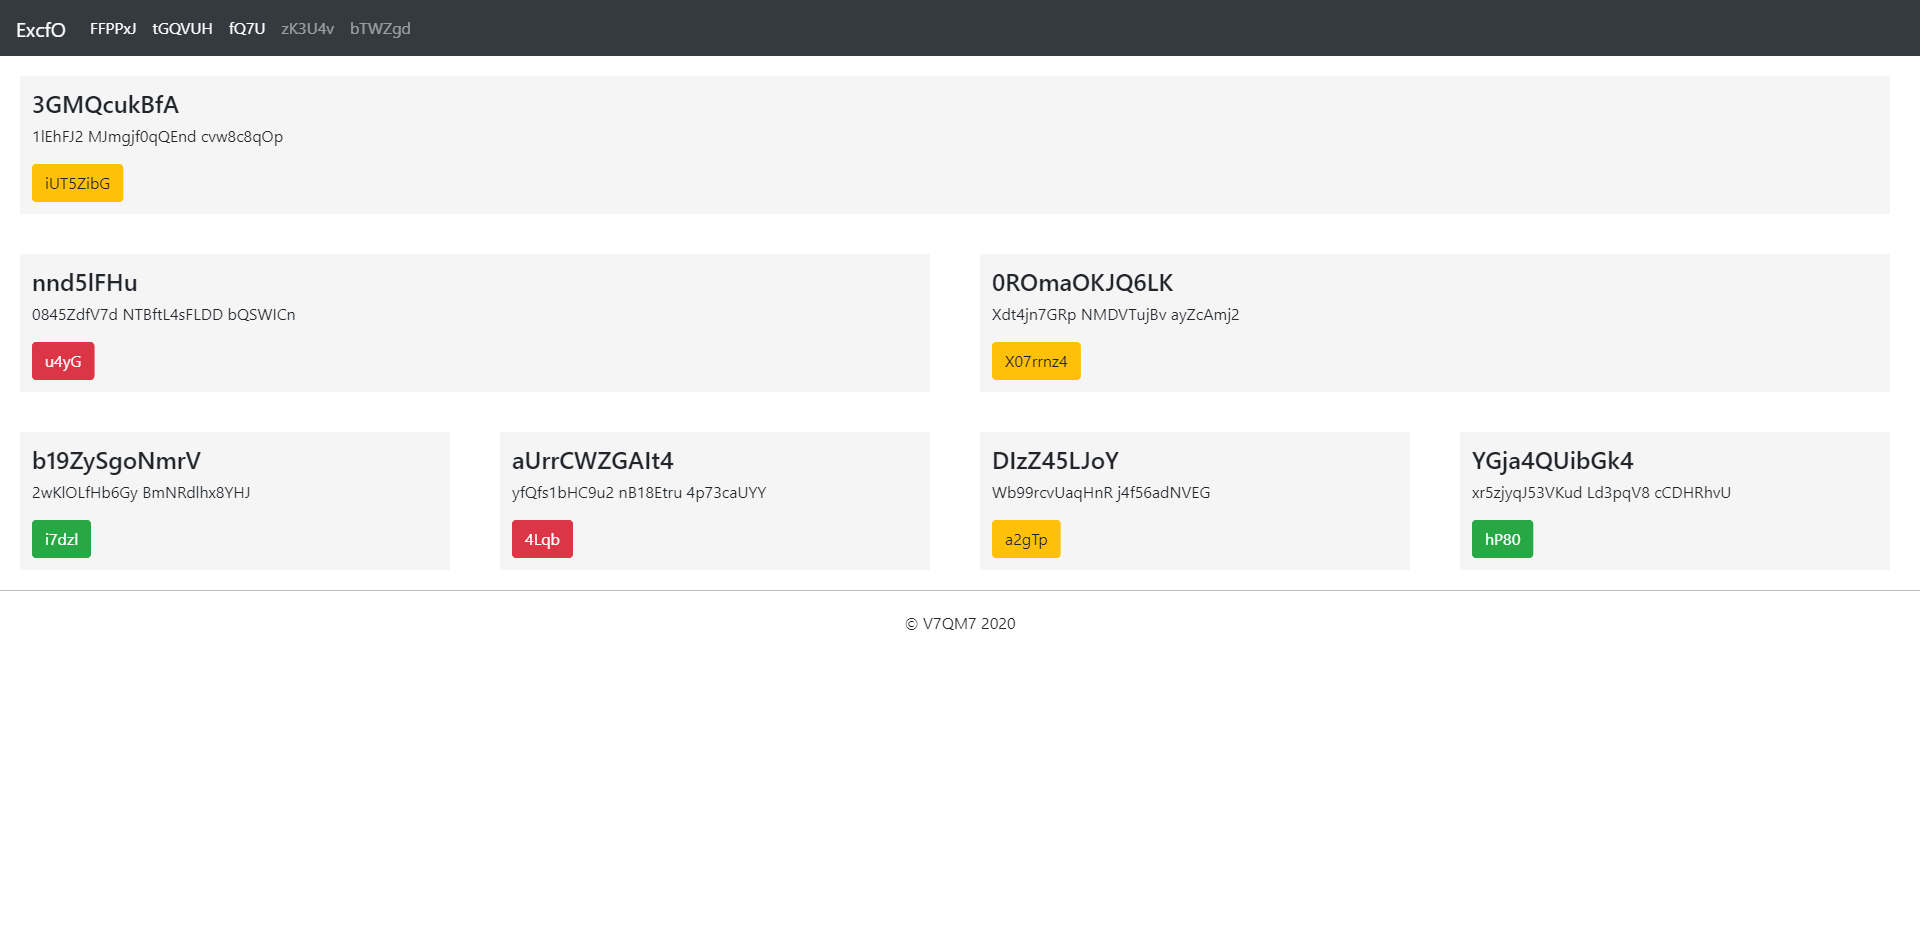 ExcfO FFPPxJ tGQVUH fQ7U zK3U4v bTWZgd
3GMQcukBfA
1lEhFJ2 MJmgjf0qQEnd cvw8c8qOp
iUT5ZibG
nnd5lFHu
0845ZdfV7d NTBftL4sFLDD bQSWICn
u4yG
0ROmaOKJQ6LK
Xdt4jn7GRp NMDVTujBv ayZcAmj2
X07rrnz4
b19ZySgoNmrV
2wKlOLfHb6Gy BmNRdlhx8YHJ
i7dzl
aUrrCWZGAIt4
yfQfs1bHC9u2 nB18Etru 4p73caUYY
4Lqb
DIzZ45LJoY
Wb99rcvUaqHnR j4f56adNVEG
a2gTp
YGja4QUibGk4
xr5zjyqJ53VKud Ld3pqV8 cCDHRhvU
hP80
© V7QM7 2020